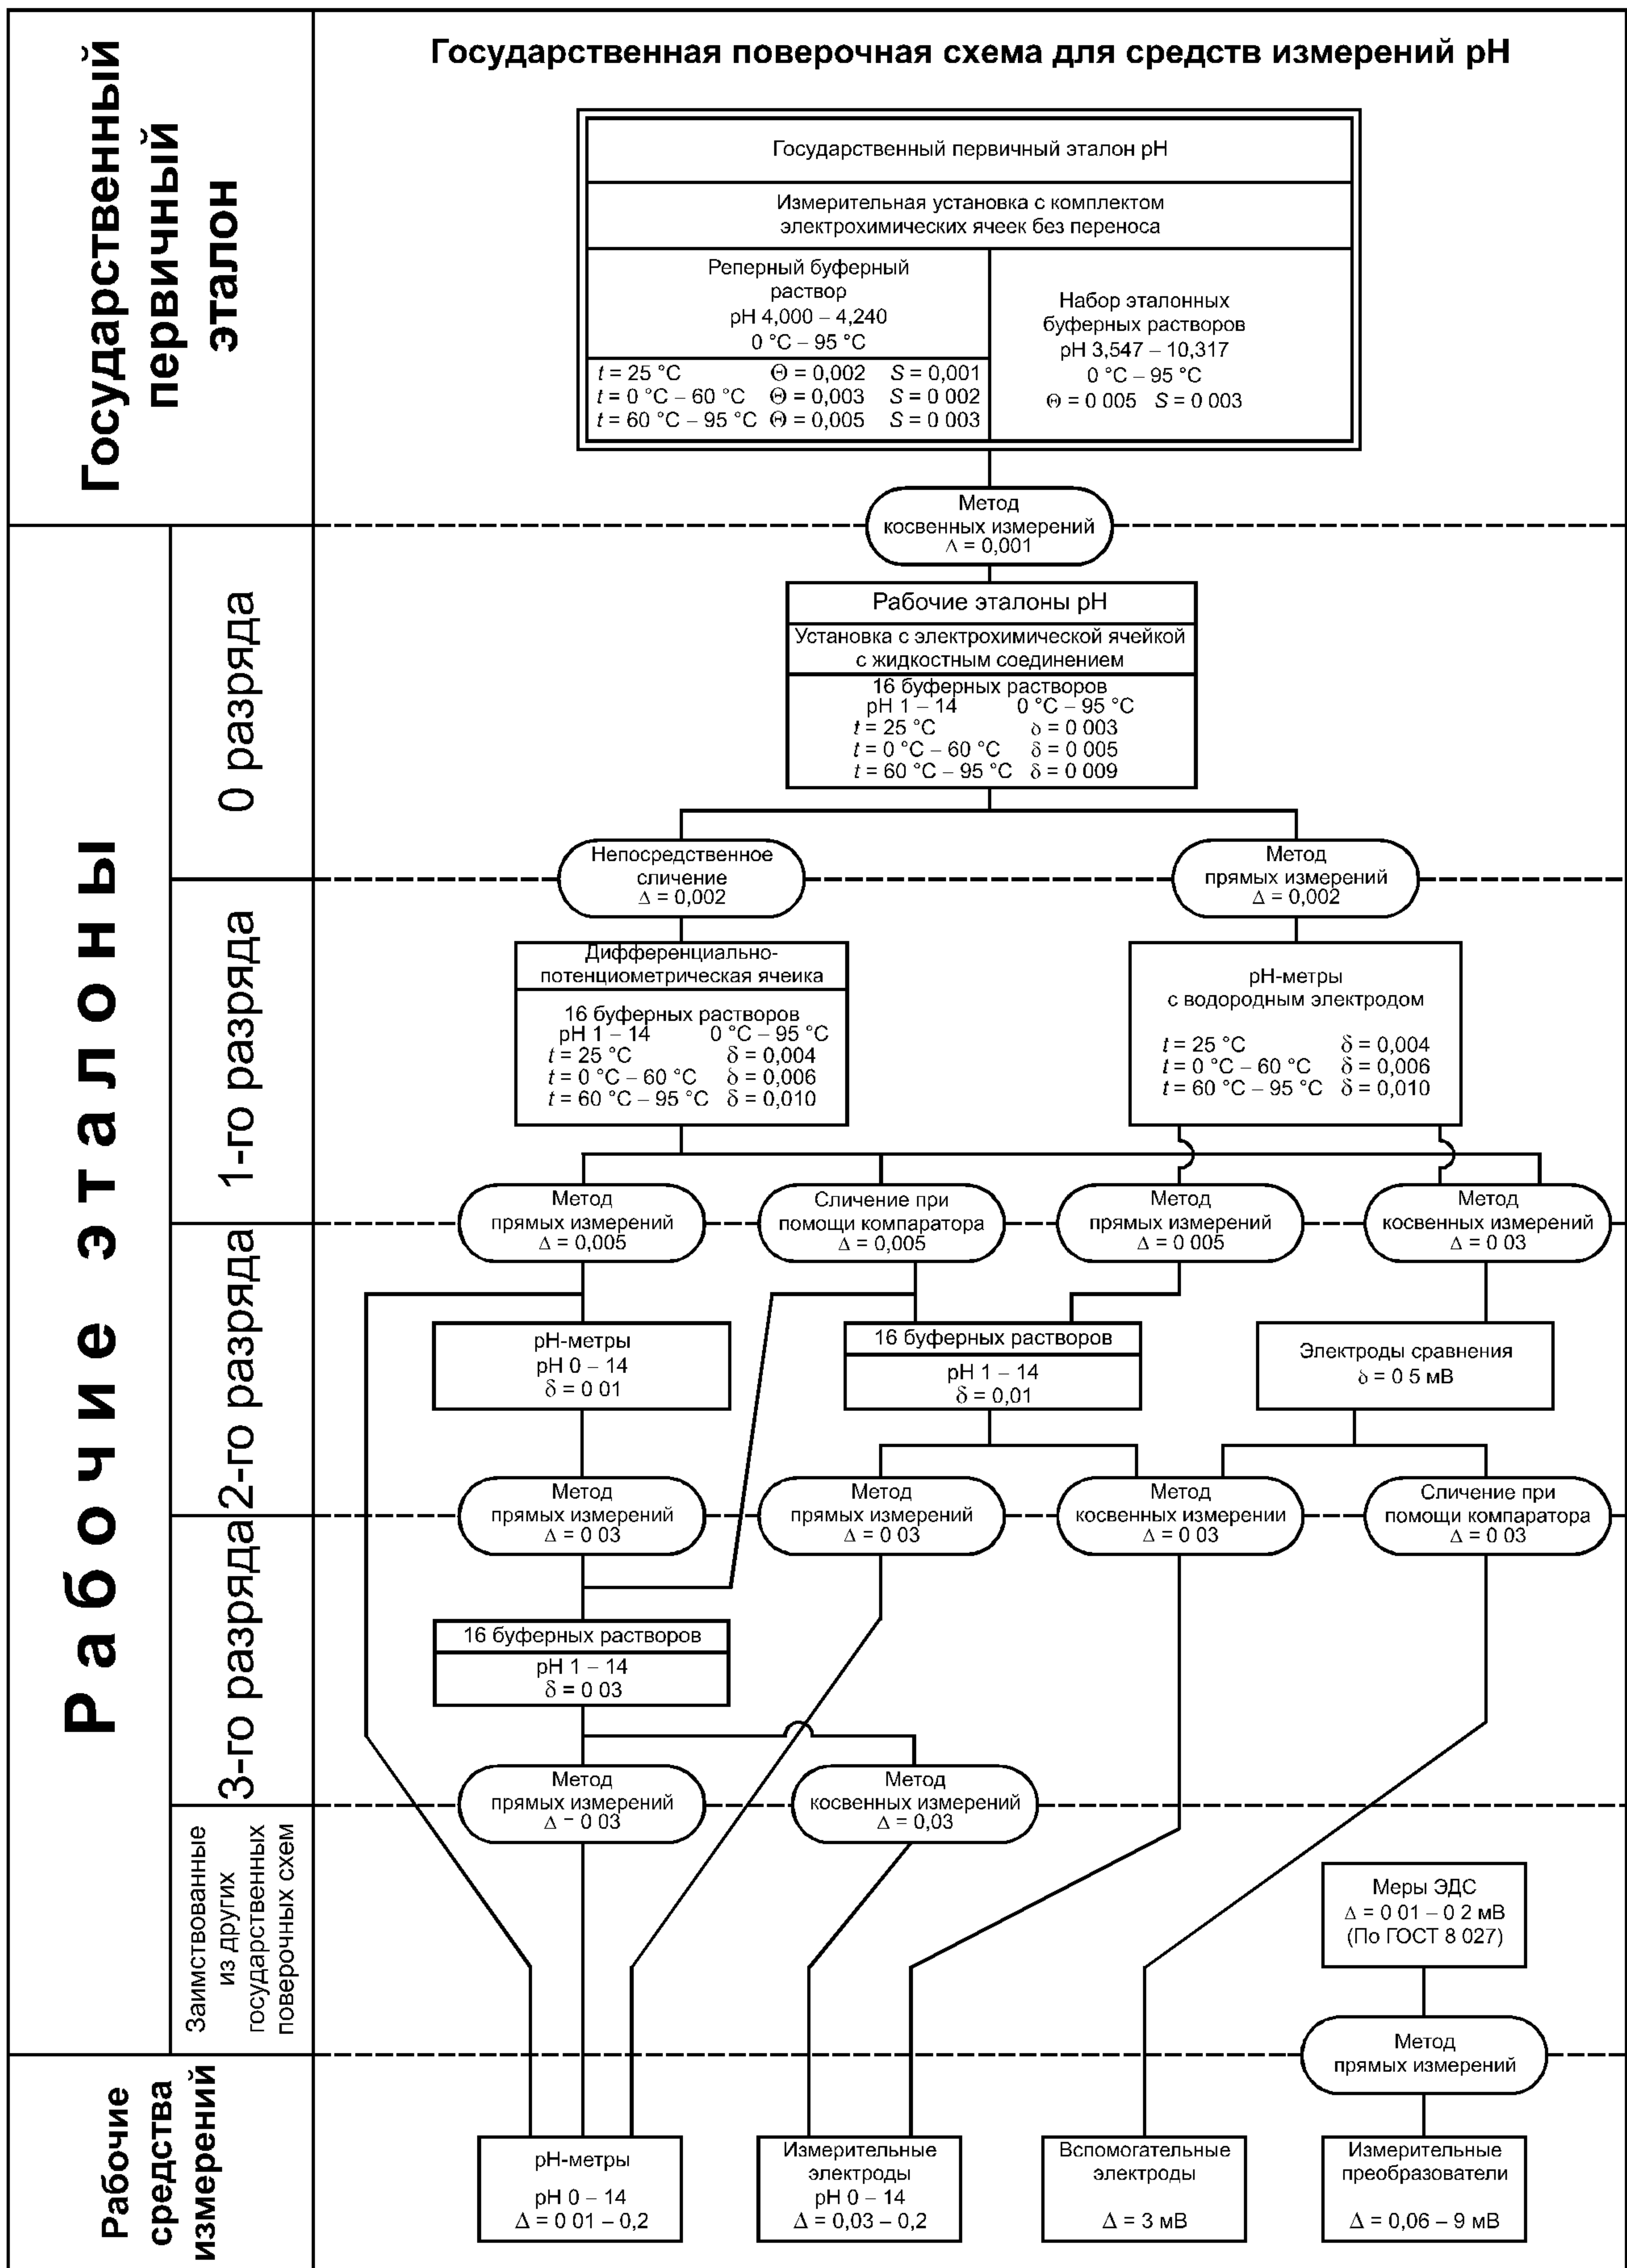 Государственная поверочная схема для средств измерений pH
Государственный
первичный
эталон
Государственный первичный эталон pH
Измерительная установка с комплектом
электрохимических ячеек без переноса
Реперный буферный
раствор
pH 4,000 – 4,240
0 °C – 95 °C
t = 25 °C Θ = 0,002 S = 0,001
t = 0 °C – 60 °C Θ = 0,003 S = 0 002
t = 60 °C – 95 °C Θ = 0,005 S = 0 003
Набор эталонных
буферных растворов
pH 3,547 – 10,317
0 °C – 95 °C
Θ = 0 005 S = 0 003
Метод
косвенных измерений
Δ = 0,001
Рабочие эталоны
0 разряда
Рабочие эталоны pH
Установка с электрохимической ячейкой
с жидкостным соединением
16 буферных растворов
pH 1 – 14 0 °C – 95 °C
t = 25 °C δ = 0 003
t = 0 °C – 60 °C δ = 0 005
t = 60 °C – 95 °C δ = 0 009
Непосредственное
сличение
Δ = 0,002
Метод
прямых измерений
Δ = 0,002
1-го разряда
Дифференциально-
потенциометрическая ячейка
16 буферных растворов
pH 1 – 14 0 °C – 95 °C
t = 25 °C δ = 0,004
t = 0 °C – 60 °C δ = 0,006
t = 60 °C – 95 °C δ = 0,010
pH-метры
с водородным электродом
t = 25 °C δ = 0,004
t = 0 °C – 60 °C δ = 0,006
t = 60 °C – 95 °C δ = 0,010
Метод
прямых измерений
Δ = 0,005
Сличение при
помощи компаратора
Δ = 0,005
Метод
прямых измерений
Δ = 0 005
Метод
косвенных измерений
Δ = 0 03
2-го разряда
pH-метры
pH 0 – 14
δ = 0 01
16 буферных растворов
pH 1 – 14
δ = 0,01
Электроды сравнения
δ = 0 5 мВ
Метод
прямых измерений
Δ = 0 03
Метод
прямых измерений
Δ = 0 03
Метод
косвенных измерении
Δ = 0 03
Сличение при
помощи компаратора
Δ = 0 03
3-го разряда
16 буферных растворов
pH 1 – 14
δ = 0 03
Метод
прямых измерений
Δ = 0 03
Метод
косвенных измерений
Δ = 0,03
Заимствованные
из других
государственных
поверочных схем
Меры ЭДС
Δ = 0 01 – 0 2 мВ
(По ГОСТ 8 027)
Метод
прямых измерений
Рабочие
средства
измерений
pH-метры
pH 0 – 14
Δ = 0 01 – 0,2
Измерительные
электроды
pH 0 – 14
Δ = 0,03 – 0,2
Вспомогательные
электроды
Δ = 3 мВ
Измерительные
преобразователи
Δ = 0,06 – 9 мВ